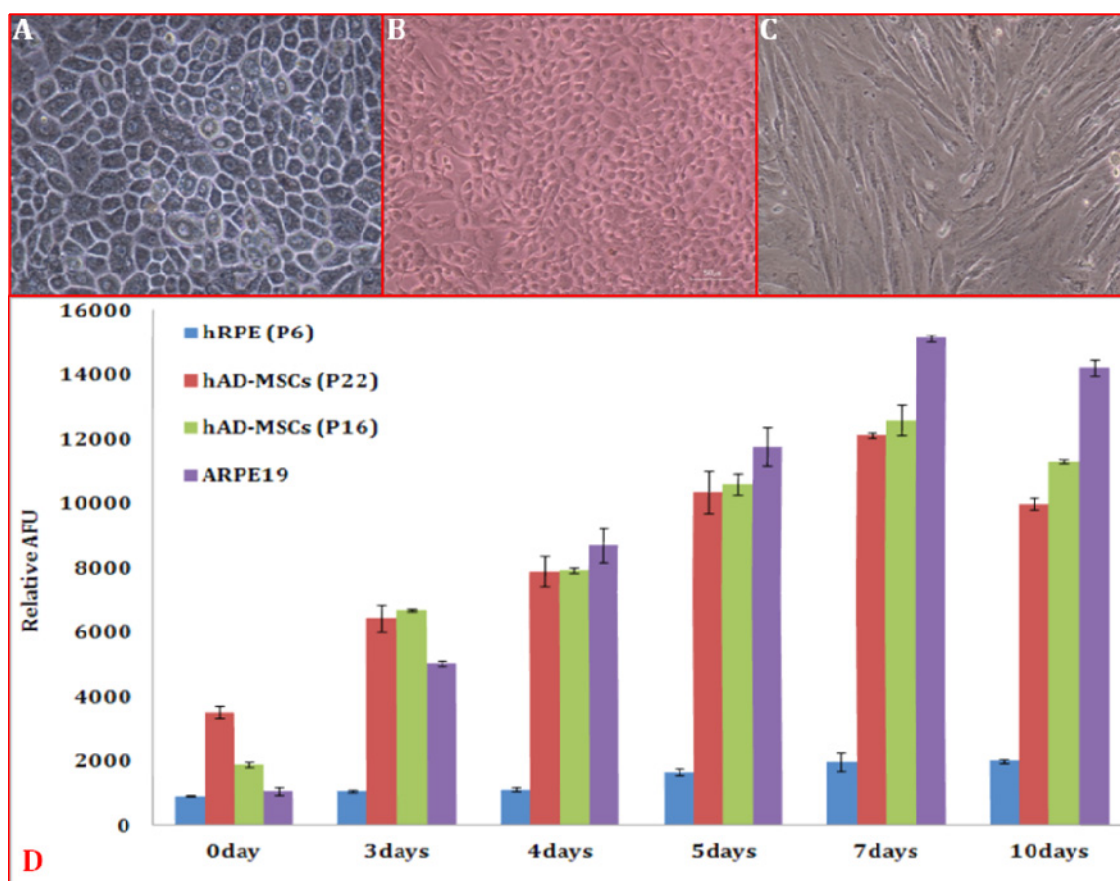 A
B
C
16000
14000
12000
10000
8000
6000
4000
2000
0
Relative AFU
hRPE (P6)
hAD-MSCs (P22)
hAD-MSCs (P16)
ARPE19
0day
3days
4days
5days
7days
10days
D